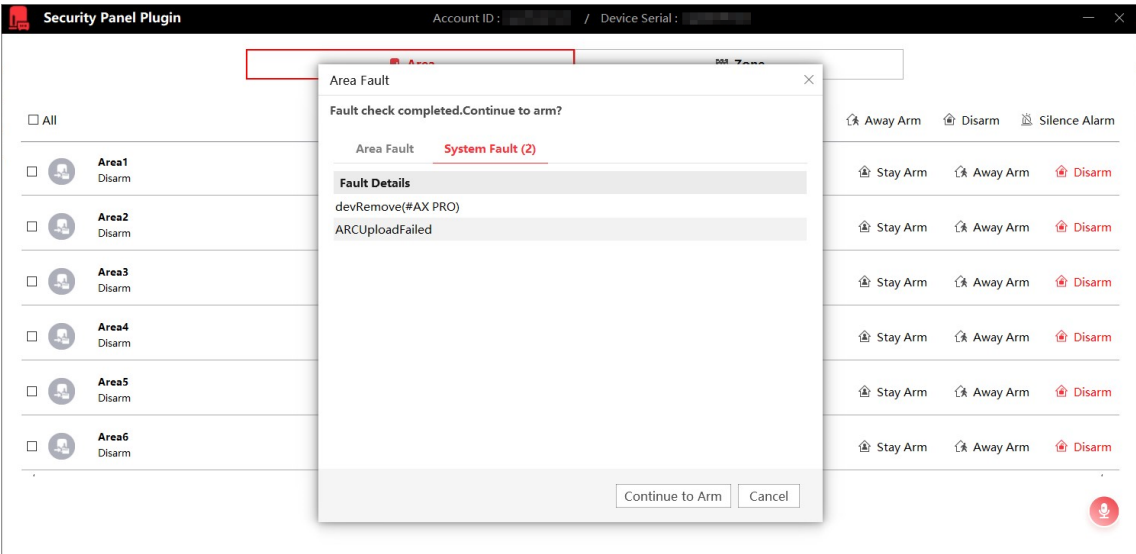 Security Panel Plugin
Account ID : / Device Serial :
Area Zone
Area Fault
Fault check completed.Continue to arm?
Area Fault System Fault (2)
Fault Details
devRemove(#AX PRO)
ARCUploadFailed
Continue to Arm Cancel
All Away Arm Disarm Silence Alarm
Area1
Disarm Stay Arm Away Arm Disarm
Area2
Disarm Stay Arm Away Arm Disarm
Area3
Disarm Stay Arm Away Arm Disarm
Area4
Disarm Stay Arm Away Arm Disarm
Area5
Disarm Stay Arm Away Arm Disarm
Area6
Disarm Stay Arm Away Arm Disarm